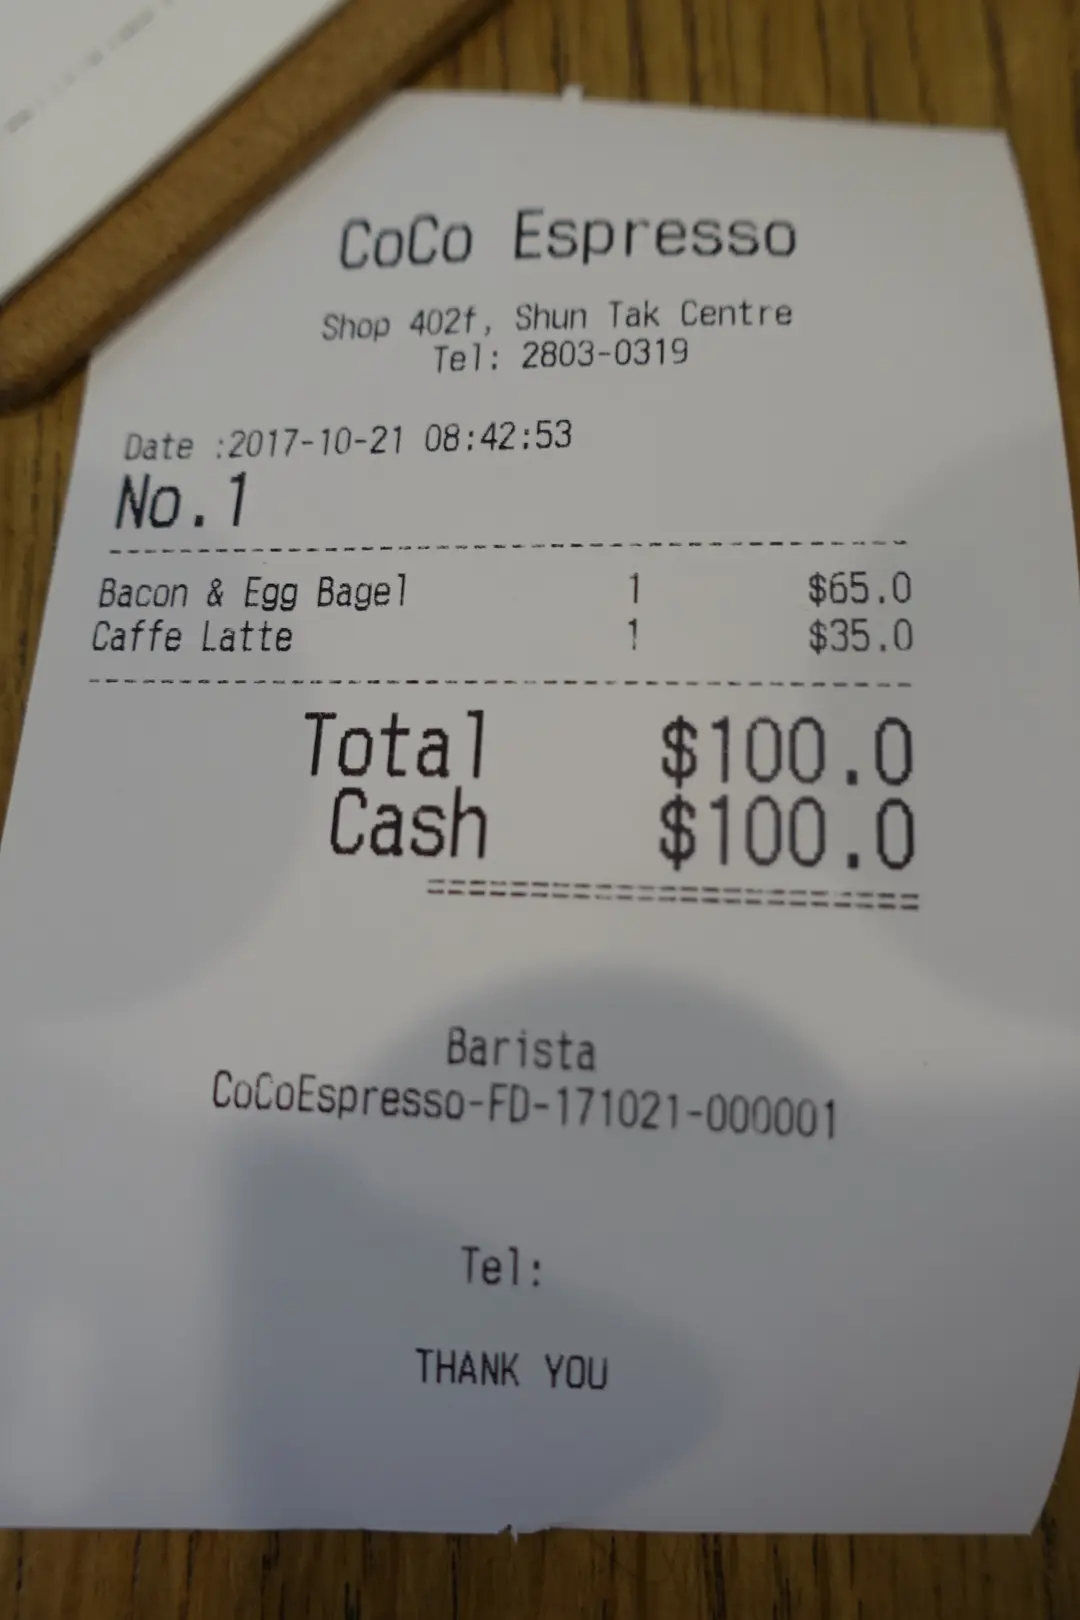 CoCo Espresso
Shop 402f, Shun Tak Centre
Tel: 2803-0319
Date :2017-10-21 08:42:53
No.1
Bacon & Egg Bagel 1 $65.0
Caffe Latte 1 $35.0
Total $100.0
Cash $100.0
Barista
CoCoEspresso-FD-171021-000001
Tel:
THANK YOU